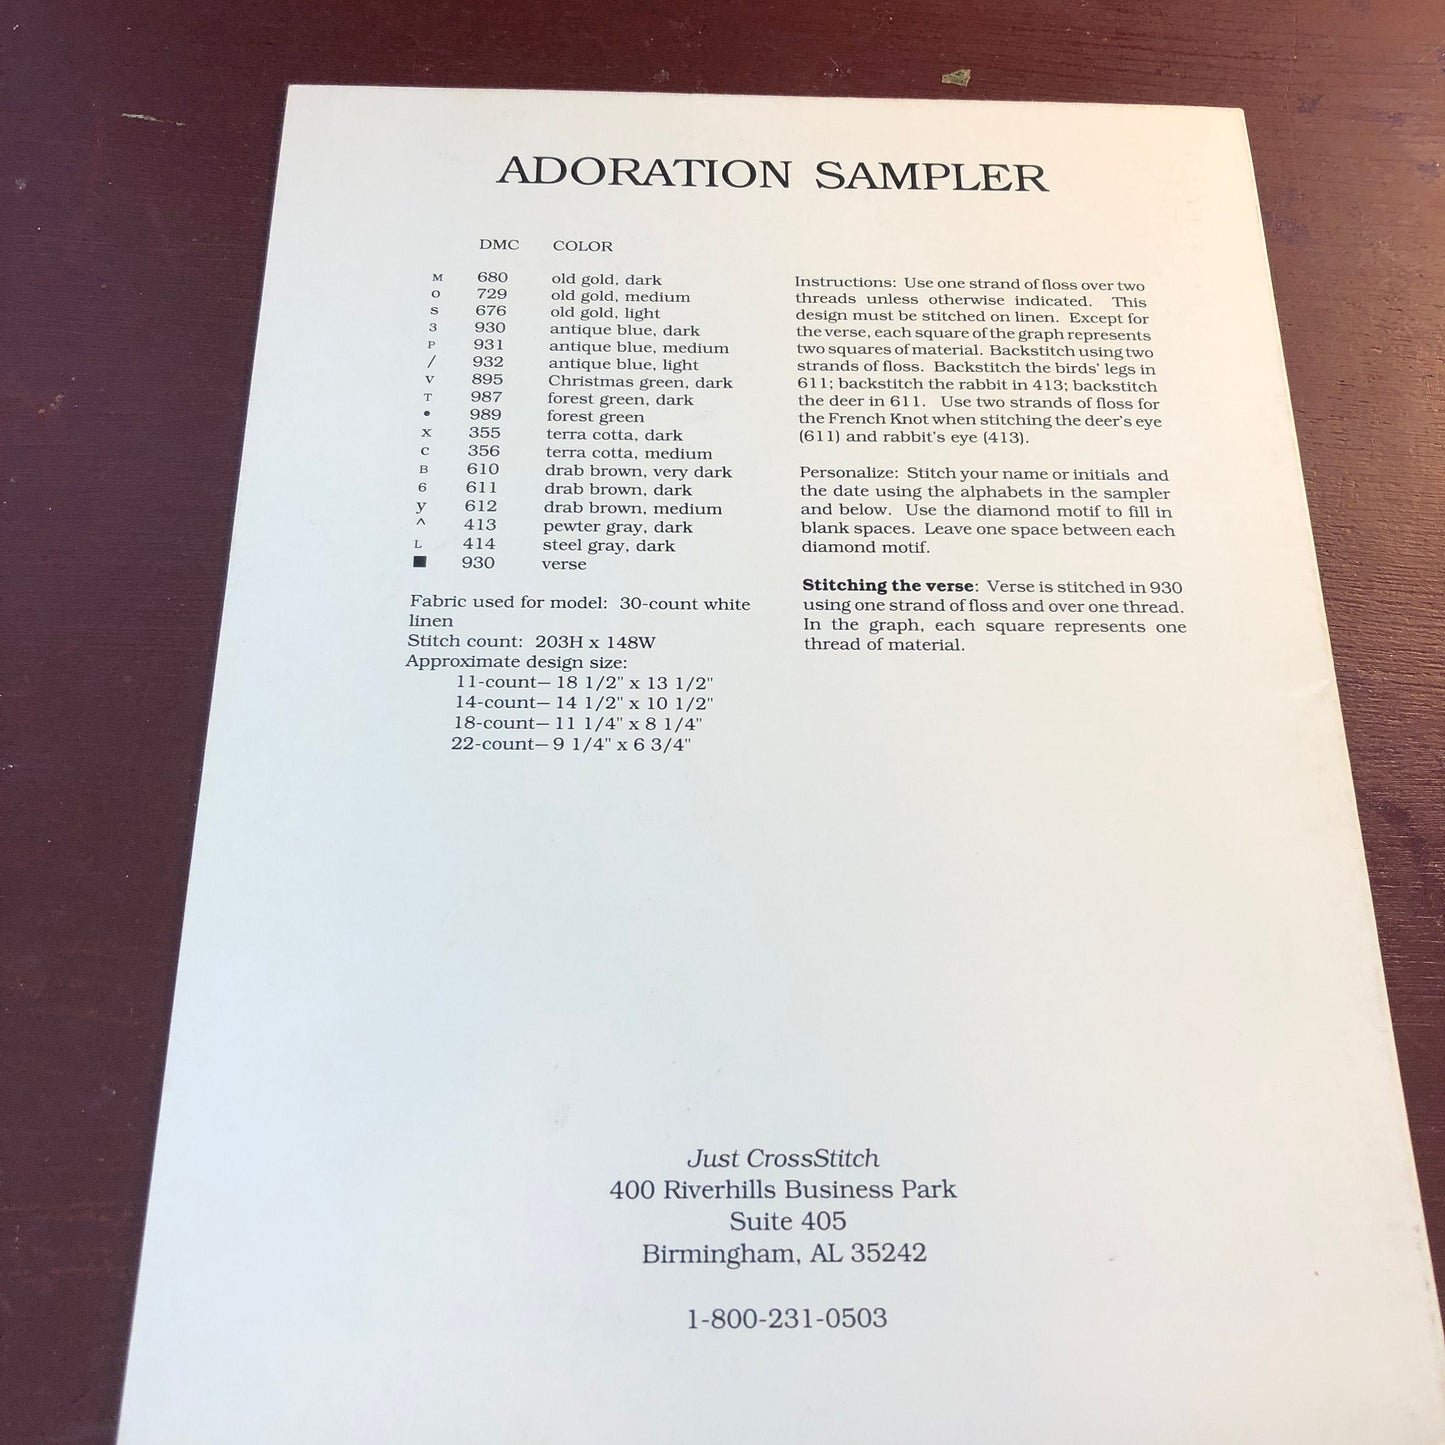 ADORATION SAMPLER
DMC COLOR
M 680 old gold, dark
O 729 old gold, medium
S 676 old gold, light
3 930 antique blue, dark
P 931 antique blue, medium
/ 932 antique blue, light
V 895 Christmas green, dark
T 987 forest green, dark
• 989 forest green
X 355 terra cotta, dark
C 356 terra cotta, medium
B 610 drab brown, very dark
6 611 drab brown, dark
y 612 drab brown, medium
^ 413 pewter gray, dark
L 414 steel gray, dark
■ 930 verse
Fabric used for model: 30-count white
linen
Stitch count: 203H x 148W
Approximate design size:
11-count— 18 1/2" x 13 1/2"
14-count— 14 1/2" x 10 1/2"
18-count— 11 1/4" x 8 1/4"
22-count— 9 1/4" x 6 3/4"
Instructions: Use one strand of floss over two
threads unless otherwise indicated. This
design must be stitched on linen. Except for
the verse, each square of the graph represents
two squares of material. Backstitch using two
strands of floss. Backstitch the birds' legs in
611; backstitch the rabbit in 413; backstitch
the deer in 611. Use two strands of floss for
the French Knot when stitching the deer's eye
(611) and rabbit's eye (413).
Personalize: Stitch your name or initials and
the date using the alphabets in the sampler
and below. Use the diamond motif to fill in
blank spaces. Leave one space between each
diamond motif.
Stitching the verse: Verse is stitched in 930
using one strand of floss and over one thread.
In the graph, each square represents one
thread of material.
Just CrossStitch
400 Riverhills Business Park
Suite 405
Birmingham, AL 35242
1-800-231-0503